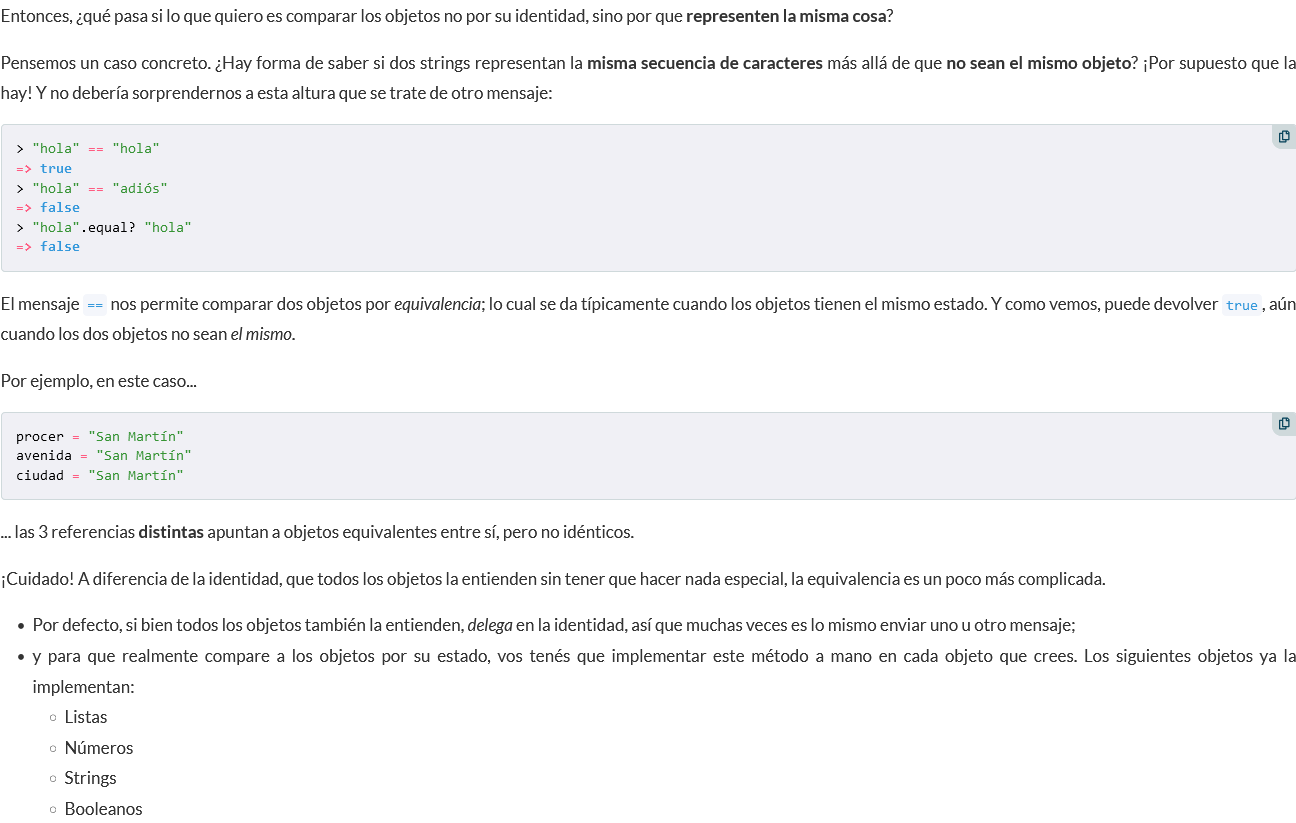 Entonces, ¿qué pasa si lo que quiero es comparar los objetos no por su identidad, sino por que representen la misma cosa?
Pensemos un caso concreto. ¿Hay forma de saber si dos strings representan la misma secuencia de caracteres más allá de que no sean el mismo objeto? ¡Por supuesto que la
hay! Y no debería sorprendernos a esta altura que se trate de otro mensaje:
> "hola" == "hola"
=> true
> "hola" == "adiós"
=> false
> "hola".equal? "hola"
=> false
El mensaje == nos permite comparar dos objetos por equivalencia; lo cual se da típicamente cuando los objetos tienen el mismo estado. Y como vemos, puede devolver true, aún
cuando los dos objetos no sean el mismo.
Por ejemplo, en este caso...
procer = "San Martín"
avenida = "San Martín"
ciudad = "San Martín"
... las 3 referencias distintas apuntan a objetos equivalentes entre sí, pero no idénticos.
¡Cuidado! A diferencia de la identidad, que todos los objetos la entienden sin tener que hacer nada especial, la equivalencia es un poco más complicada.
• Por defecto, si bien todos los objetos también la entienden, delega en la identidad, así que muchas veces es lo mismo enviar uno u otro mensaje;
• y para que realmente compare a los objetos por su estado, vos tenés que implementar este método a mano en cada objeto que crees. Los siguientes objetos ya la
implementan:
○ Listas
○ Números
○ Strings
○ Booleanos